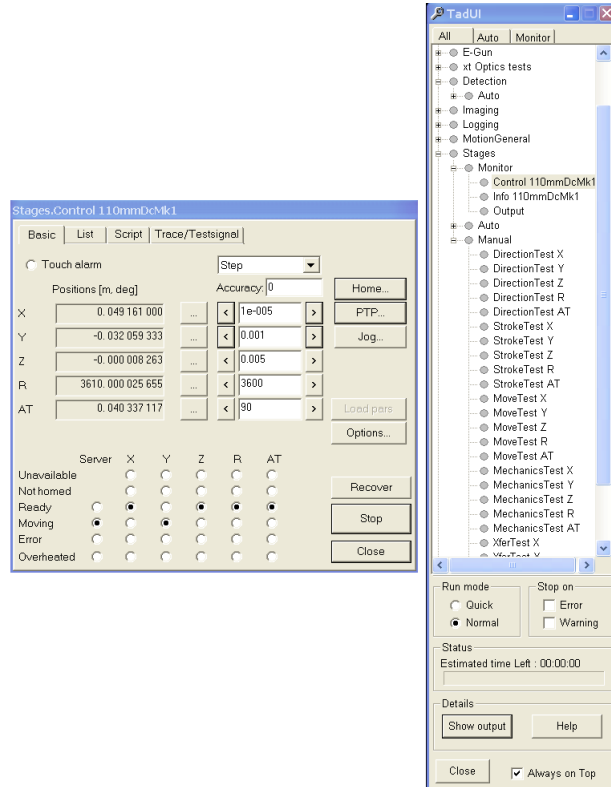 Stages.Control 110mmDcMk1
Basic List Script Trace/Testsignal
Touch alarm Step
Positions [m, deg] Accuracy: 0 Home...
X 0. 049 161 000 ... < 1e-005 > PTP...
Y -0. 032 059 333 ... < 0.001 > Jog...
Z -0. 000 008 263 ... < 0.005 >
R 3610. 000 025 655 ... < 3600 >
AT 0. 040 337 117 ... < 90 > Load pars
Options...
Server X Y Z R AT
Unavailable
Not homed
Ready
Moving
Error
Overheated
Recover
Stop
Close
TadUI
All Auto Monitor
E-Gun
xt Optics tests
Detection
Auto
Imaging
Logging
MotionGeneral
Stages
Monitor
Control 110mmDcMk1
Info 110mmDcMk1
Output
Auto
Manual
DirectionTest X
DirectionTest Y
DirectionTest Z
DirectionTest R
DirectionTest AT
StrokeTest X
StrokeTest Y
StrokeTest Z
StrokeTest R
StrokeTest AT
MoveTest X
MoveTest Y
MoveTest Z
MoveTest R
MoveTest AT
MechanicsTest X
MechanicsTest Y
MechanicsTest Z
MechanicsTest R
MechanicsTest AT
XferTest X
Run mode Stop on
Quick Error
Normal Warning
Status
Estimated time Left : 00:00:00
Details
Show output Help
Close Always on Top